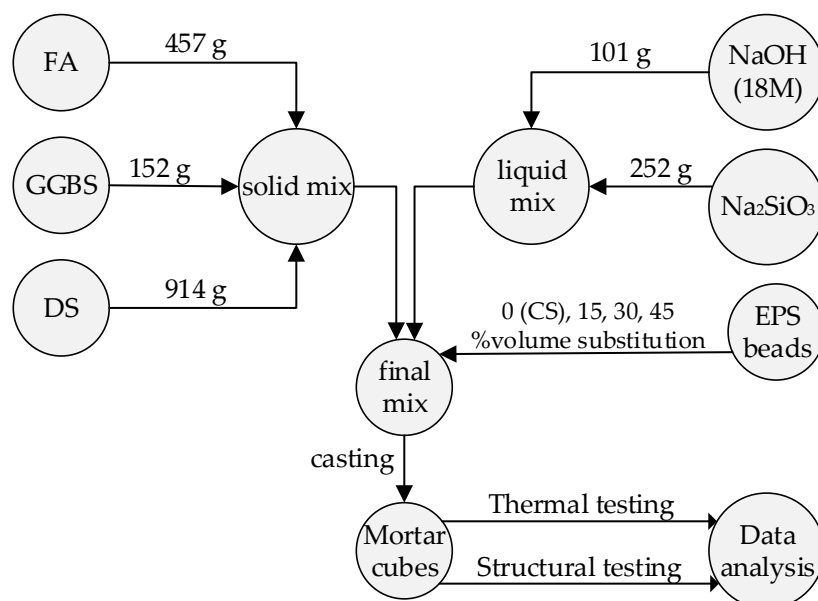 FA
457 g
GGBS
152 g
DS
914 g
solid mix
101 g
NaOH
(18M)
liquid
mix
252 g
Na₂SiO₃
0 (CS), 15, 30, 45
%volume substitution
EPS
beads
final
mix
casting
Mortar
cubes
Thermal testing
Structural testing
Data
analysis